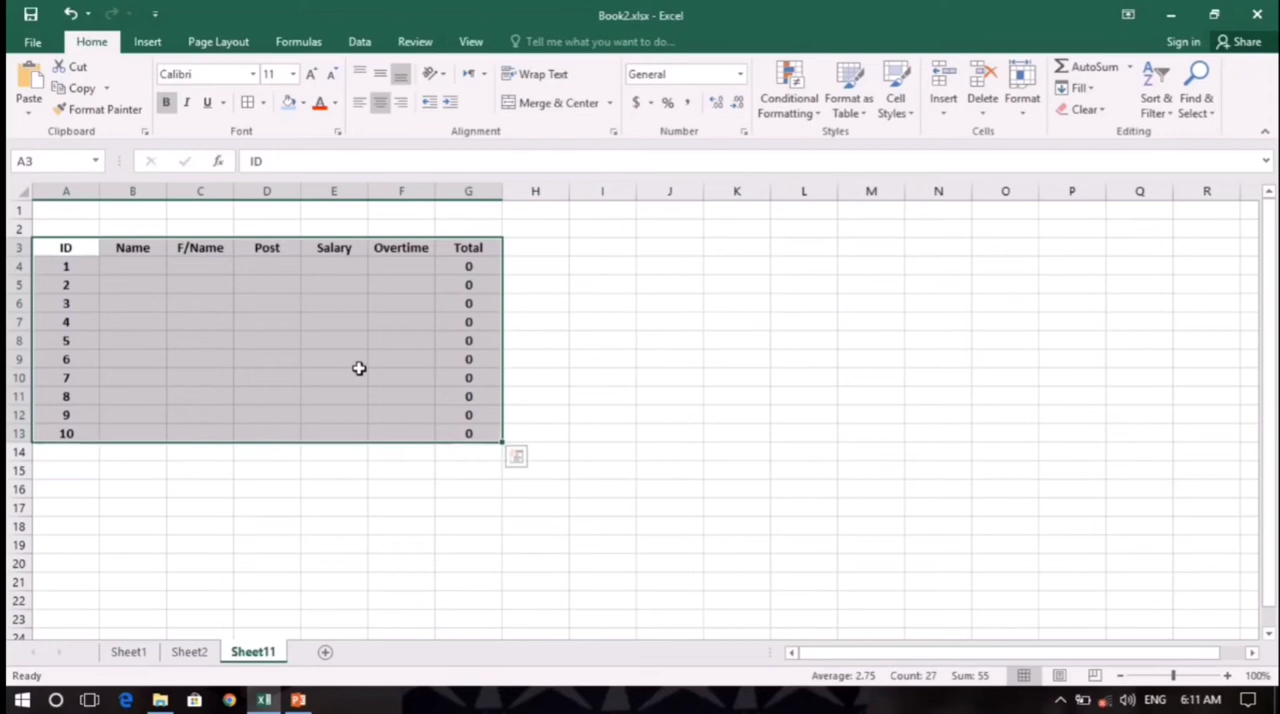 Book2.xlsx - Excel
File Home Insert Page Layout Formulas Data Review View Tell me what you want to do... Sign in Share
Paste Cut Copy Format Painter
Calibri 11 B I U A
Wrap Text Merge & Center
General $ % ,
Conditional Formatting Format as Table Cell Styles
Insert Delete Format
AutoSum Fill Clear Sort & Filter Find & Select
Clipboard Font Alignment Number Styles Cells Editing
A3 fx ID
A B C D E F G H I J K L M N O P Q R
1
2
3 ID Name F/Name Post Salary Overtime Total
4 1 0
5 2 0
6 3 0
7 4 0
8 5 0
9 6 0
10 7 0
11 8 0
12 9 0
13 10 0
14
15
16
17
18
19
20
21
22
23
24
Sheet1 Sheet2 Sheet11
Ready Average: 2.75 Count: 27 Sum: 55 100%
ENG 6:11 AM